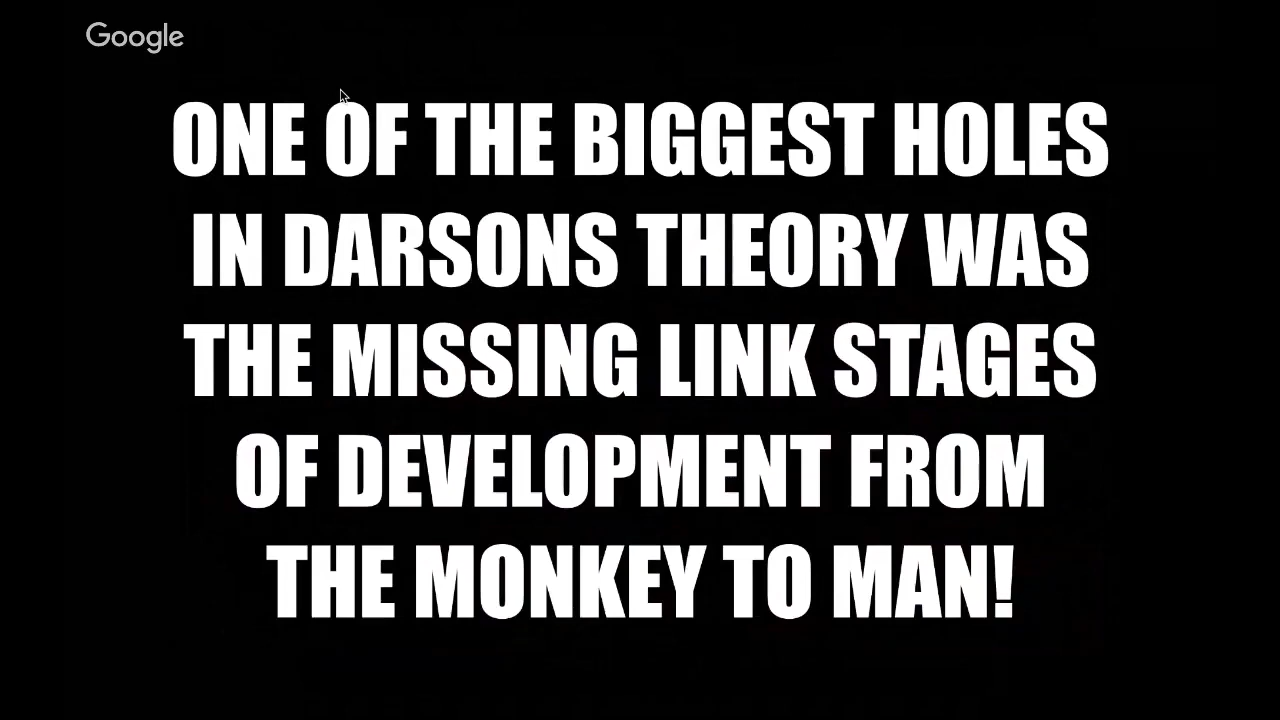 Google
ONE OF THE BIGGEST HOLES
IN DARSONS THEORY WAS
THE MISSING LINK STAGES
OF DEVELOPMENT FROM
THE MONKEY TO MAN!